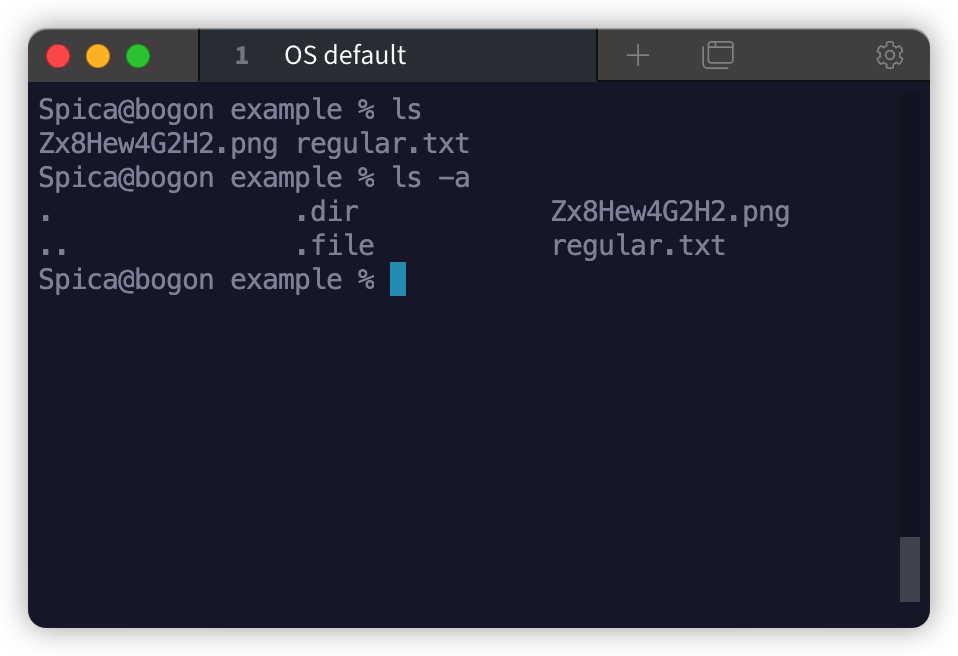 1 OS default
Spica@bogon example % ls
Zx8Hew4G2H2.png regular.txt
Spica@bogon example % ls -a
.               .dir            Zx8Hew4G2H2.png
..              .file           regular.txt
Spica@bogon example %